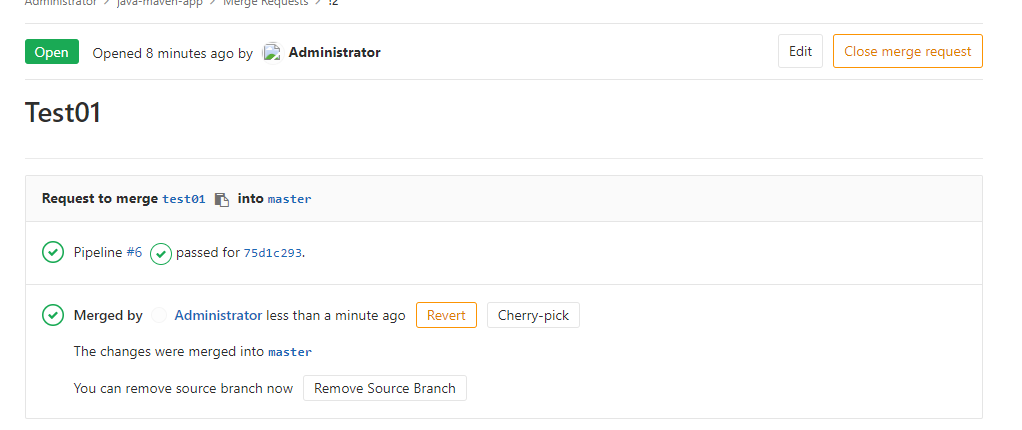 Administrator > java-maven-app > Merge Requests > !2
Open Opened 8 minutes ago by Administrator Edit Close merge request
Test01
Request to merge test01 into master
Pipeline #6 passed for 75d1c293.
Merged by Administrator less than a minute ago Revert Cherry-pick
The changes were merged into master
You can remove source branch now Remove Source Branch